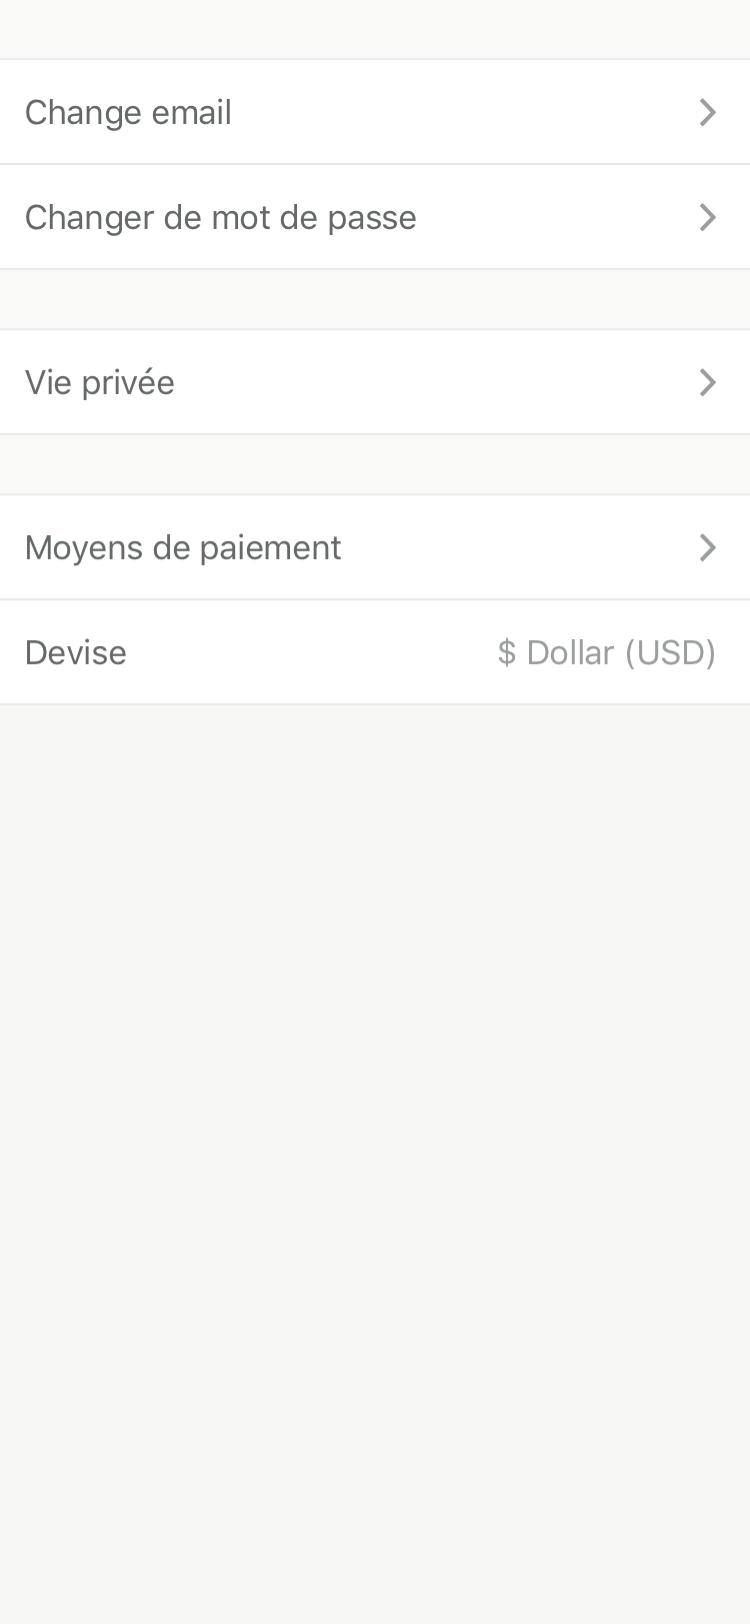 Change email
Changer de mot de passe
Vie privée
Moyens de paiement
Devise $ Dollar (USD)